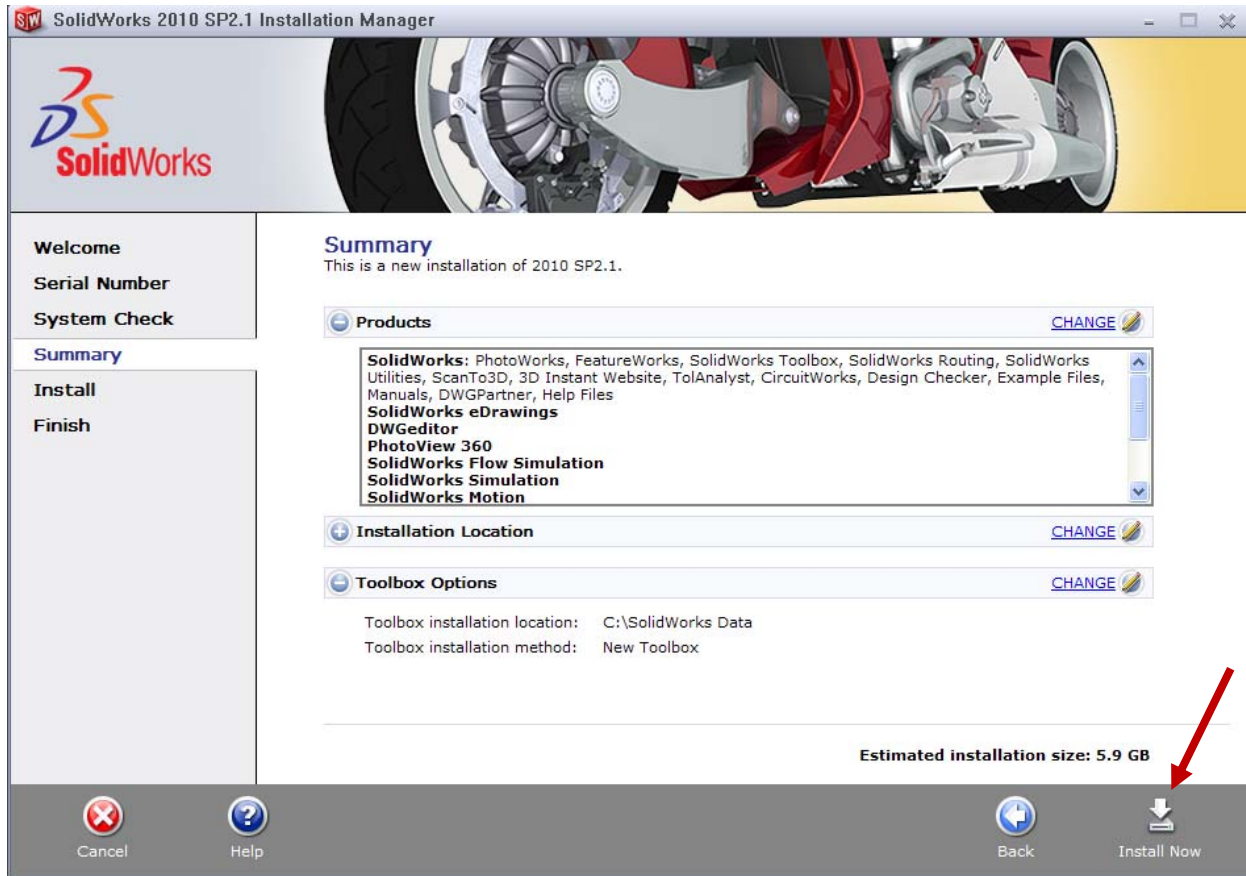 SW SolidWorks 2010 SP2.1 Installation Manager
SolidWorks
Welcome
Serial Number
System Check
Summary
Install
Finish
Summary
This is a new installation of 2010 SP2.1.
Products CHANGE
SolidWorks: PhotoWorks, FeatureWorks, SolidWorks Toolbox, SolidWorks Routing, SolidWorks
Utilities, ScanTo3D, 3D Instant Website, TolAnalyst, CircuitWorks, Design Checker, Example Files,
Manuals, DWGPartner, Help Files
SolidWorks eDrawings
DWGeditor
PhotoView 360
SolidWorks Flow Simulation
SolidWorks Simulation
SolidWorks Motion
Installation Location CHANGE
Toolbox Options CHANGE
Toolbox installation location: C:\SolidWorks Data
Toolbox installation method: New Toolbox
Estimated installation size: 5.9 GB
Cancel Help Back Install Now